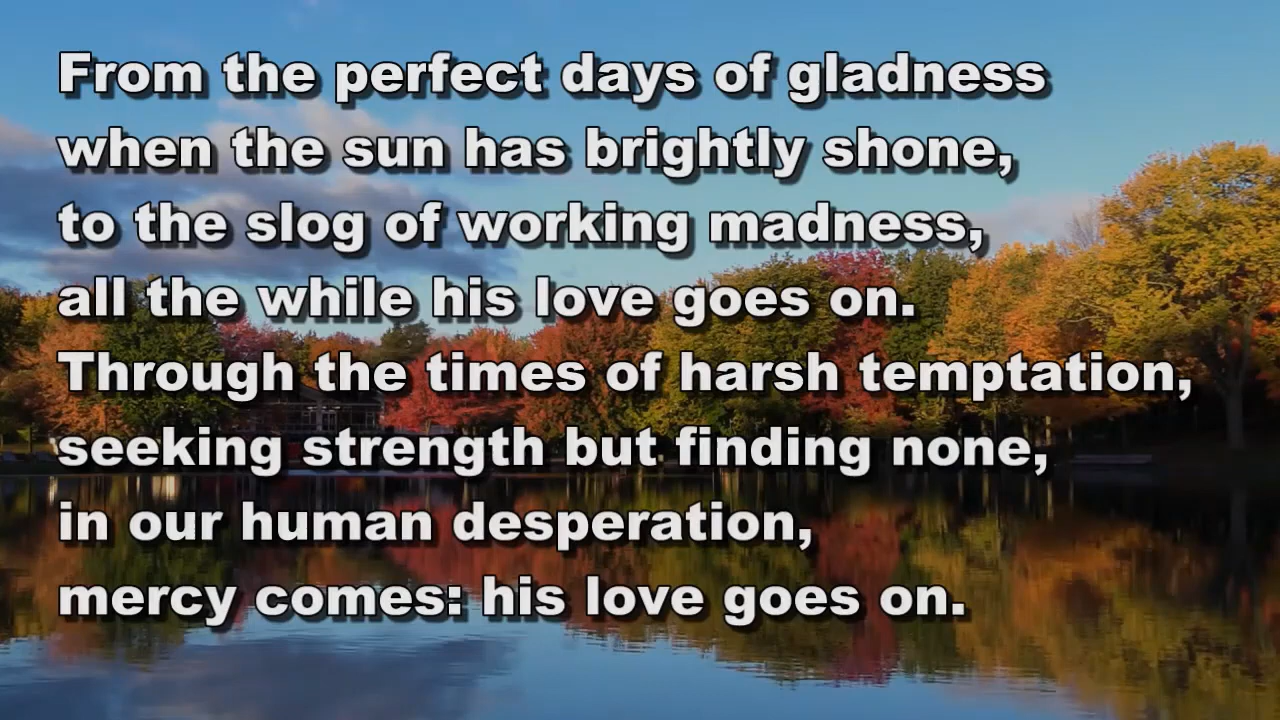 From the perfect days of gladness
when the sun has brightly shone,
to the slog of working madness,
all the while his love goes on.
Through the times of harsh temptation,
seeking strength but finding none,
in our human desperation,
mercy comes: his love goes on.